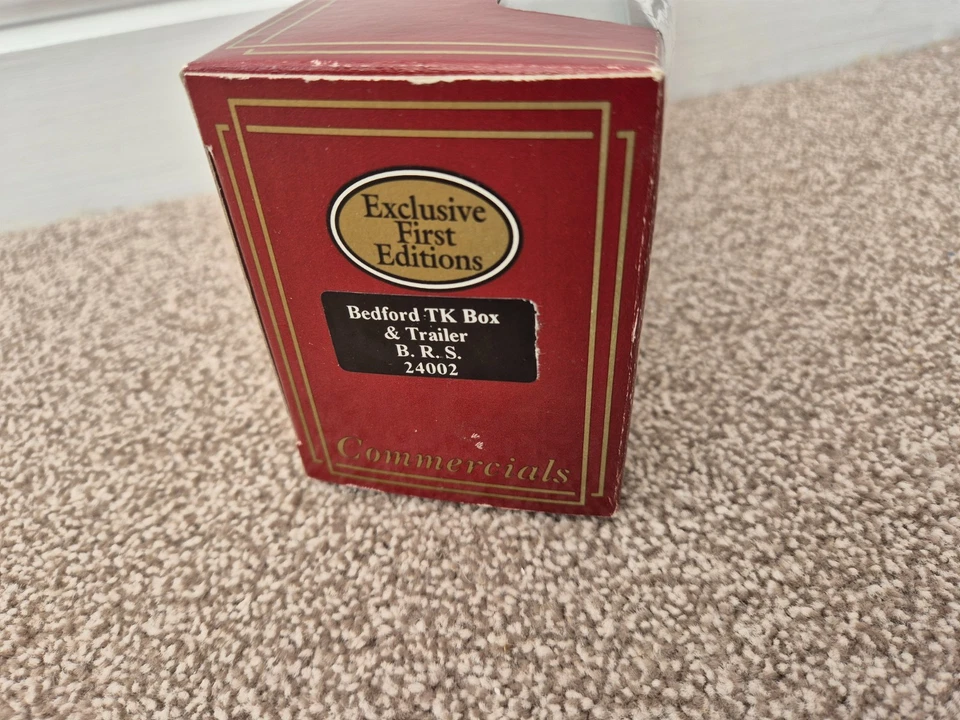 Exclusive
First
Editions
Bedford TK Box
& Trailer
B. R. S.
24002
Commercials